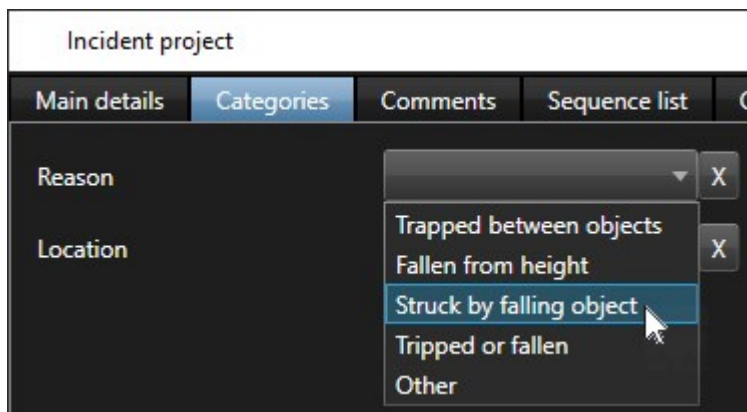 Incident project
Main details Categories Comments Sequence list
Reason X
Trapped between objects
Location X
Fallen from height
Struck by falling object
Tripped or fallen
Other